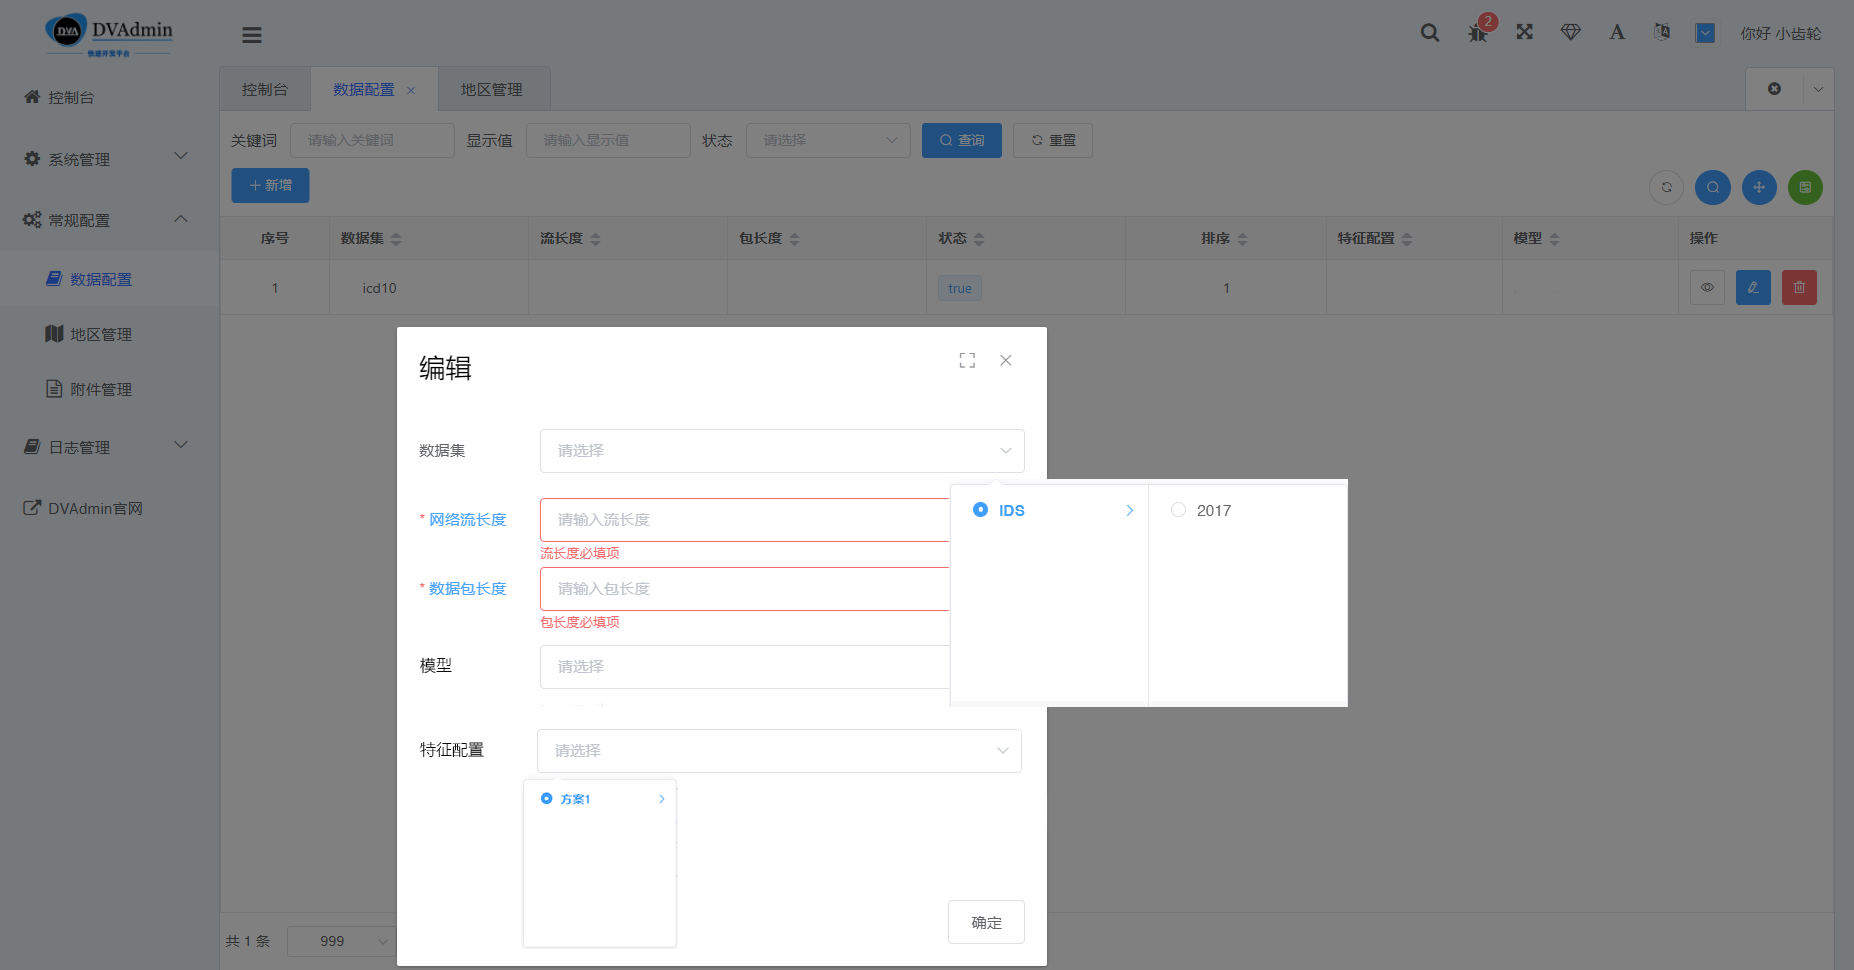 DVAdmin
快速开发平台
2
你好 小齿轮
控制台
系统管理
常规配置
数据配置
地区管理
附件管理
日志管理
DVAdmin官网
控制台
数据配置
地区管理
关键词
请输入关键词
显示值
请输入显示值
状态
请选择
查询
重置
新增
序号
数据集
流长度
包长度
状态
排序
特征配置
模型
操作
1
icd10
true
1
编辑
数据集
请选择
* 网络流长度
请输入流长度
流长度必填项
* 数据包长度
请输入包长度
包长度必填项
模型
请选择
IDS
2017
特征配置
请选择
方案1
确定
共 1 条
999